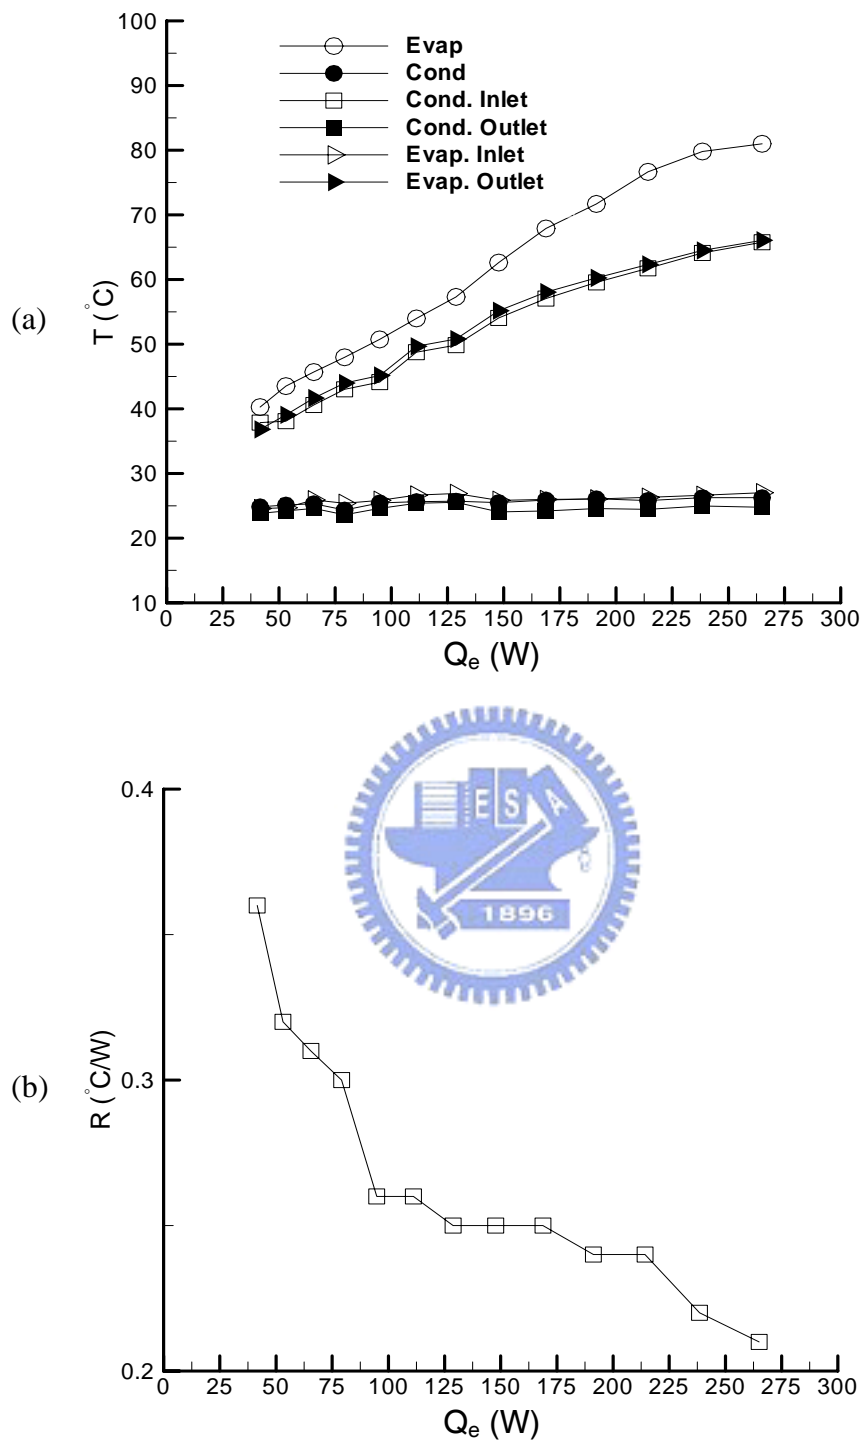 (a)
T (°C)
100
90
80
70
60
50
40
30
20
10
Evap
Cond
Cond. Inlet
Cond. Outlet
Evap. Inlet
Evap. Outlet
0 25 50 75 100 125 150 175 200 225 250 275 300
Qe (W)
E S A
1896
(b)
R (°C/W)
0.4
0.3
0.2
0 25 50 75 100 125 150 175 200 225 250 275 300
Qe (W)